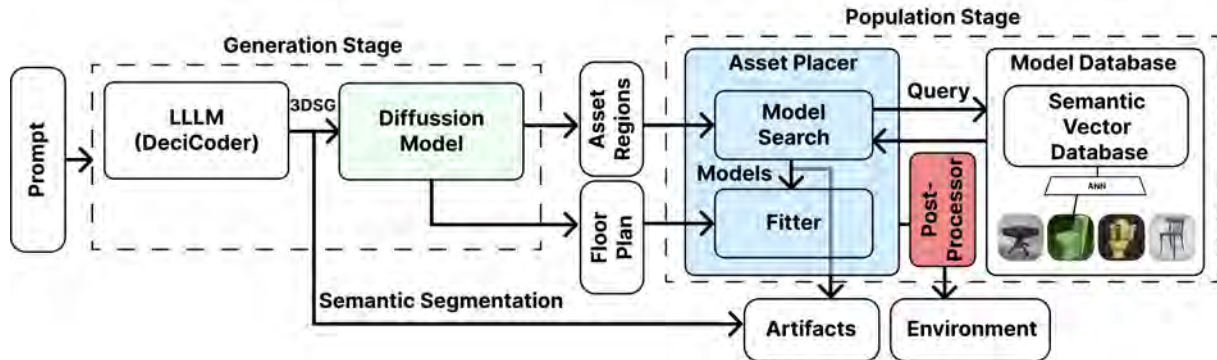 Population Stage
Generation Stage
Prompt
LLLM
(DeciCoder)
3DSG
Diffussion
Model
Asset
Regions
Floor
Plan
Asset Placer
Model
Search
Models
Fitter
Query
Post-
Processor
Model Database
Semantic
Vector
Database
ANN
Semantic Segmentation
Artifacts
Environment